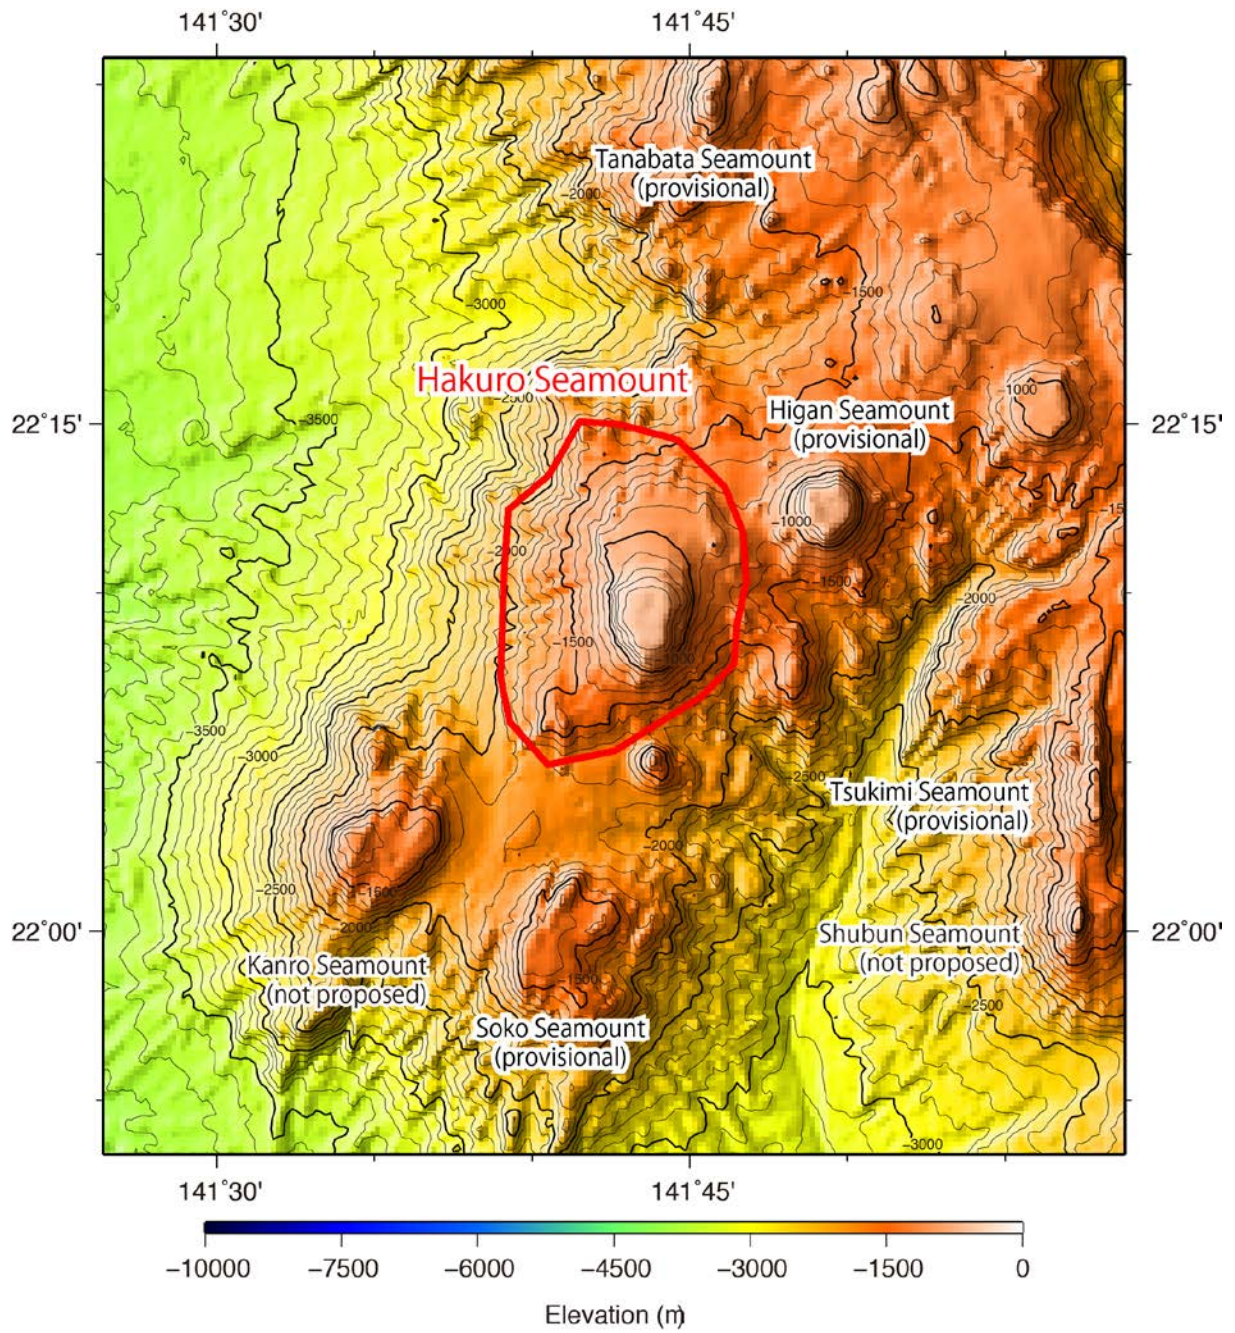 141°30'
141°45'
Tanabata Seamount
(provisional)
−2000
−1500
−3000
Hakuro Seamount
−1000
−2500
Higan Seamount
(provisional)
−3500
22°15'
22°15'
−1000
−2000
−1500
−2000
−1500
−3500
−3000
−2500
Tsukimi Seamount
(provisional)
−2000
−2500
−1500
−2000
22°00'
22°00'
Shubun Seamount
(not proposed)
Kanro Seamount
(not proposed)
−1500
−2500
Soko Seamount
(provisional)
−3000
141°30'
141°45'
−10000
−7500
−6000
−4500
−3000
−1500
0
Elevation (m)